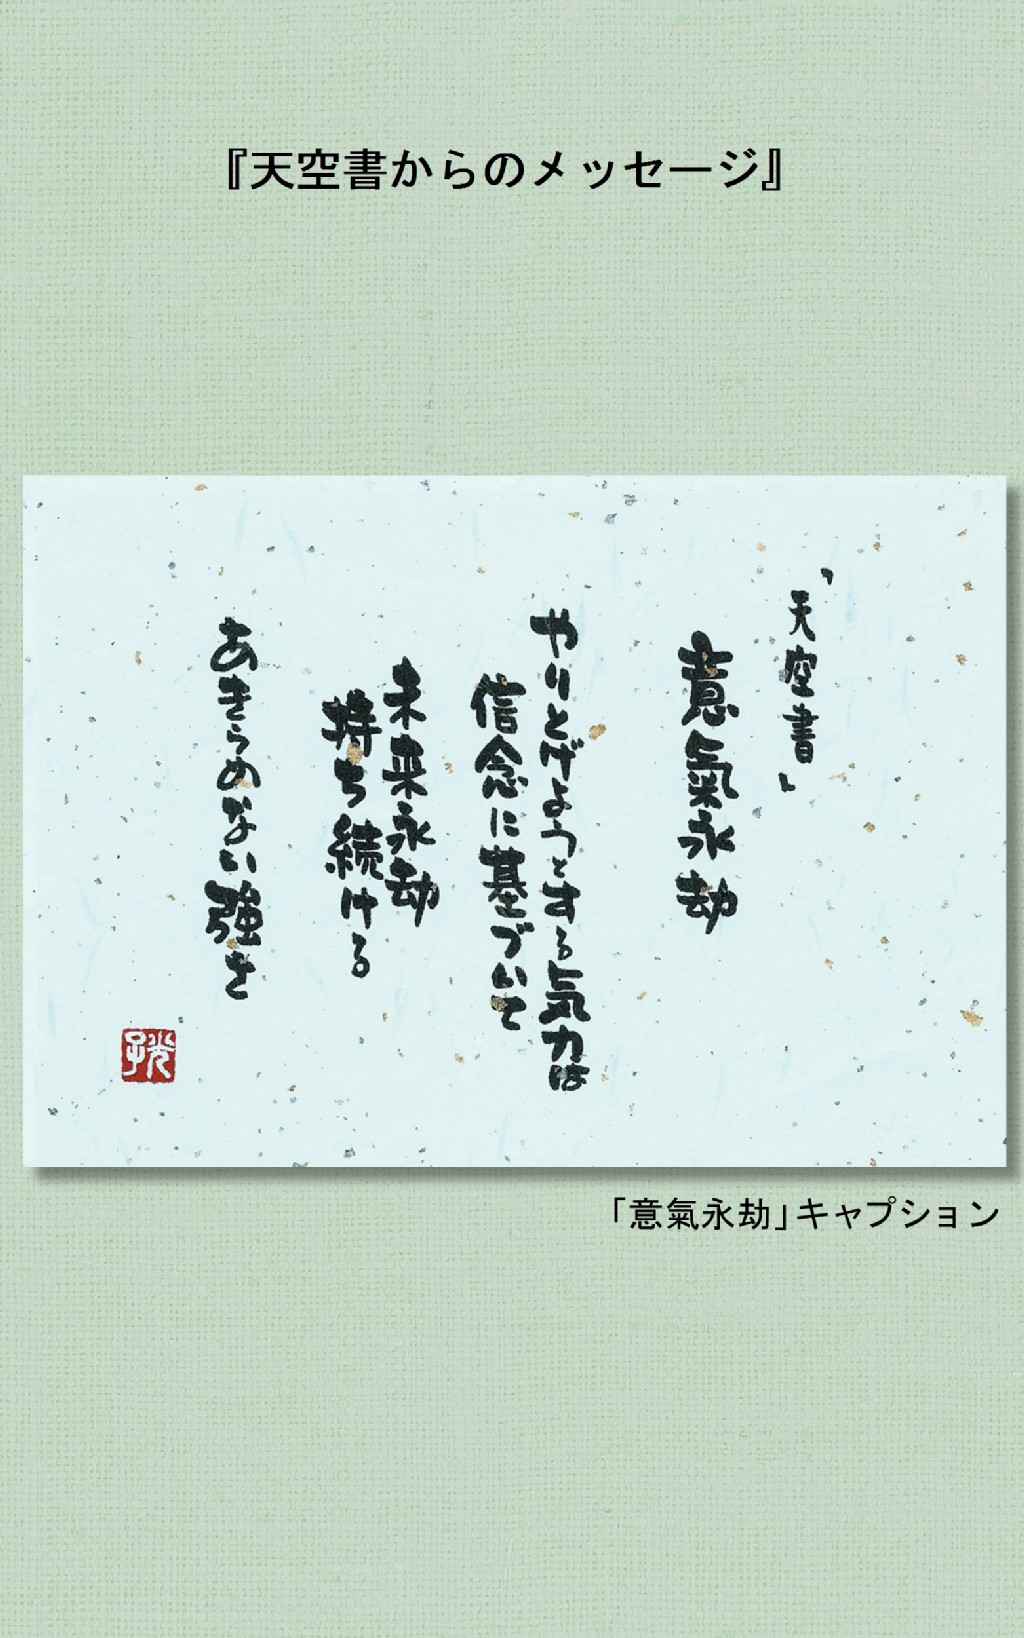 『天空書からのメッセージ』
「天空書」
意氣永劫
やりとげようとする気力は
信念に基づいて
未来永劫
持ち続ける
あきらめない強さ
「意氣永劫」キャプション